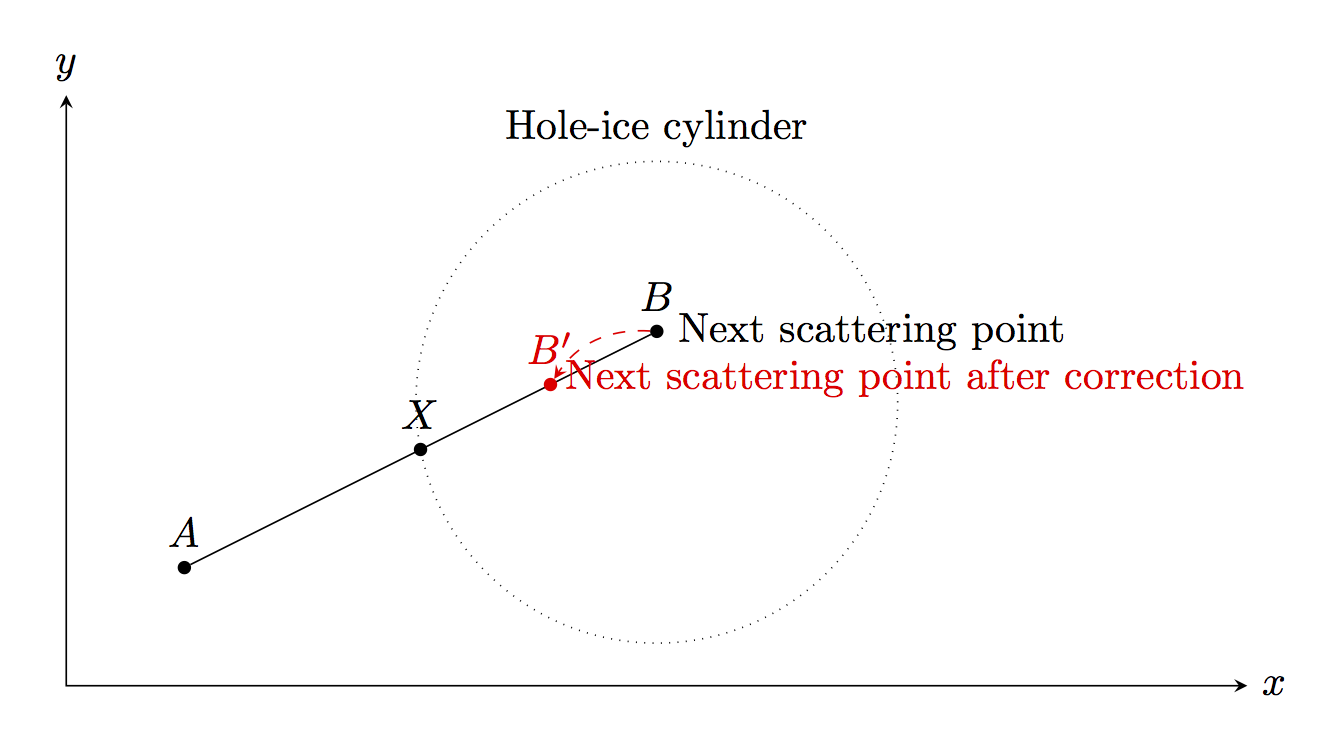 y
Hole-ice cylinder
B
Next scattering point
B′
Next scattering point after correction
X
A
x